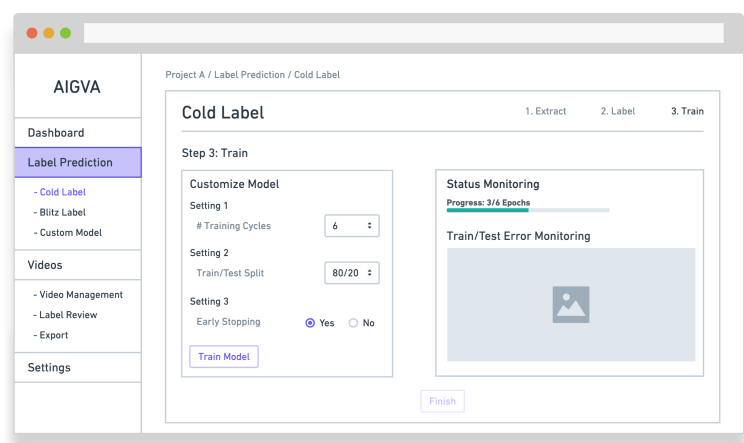 AIGVA
Dashboard
Label Prediction
- Cold Label
- Blitz Label
- Custom Model
Videos
- Video Management
- Label Review
- Export
Settings
Project A / Label Prediction / Cold Label
Cold Label
1. Extract 2. Label 3. Train
Step 3: Train
Customize Model
Setting 1
# Training Cycles 6
Setting 2
Train/Test Split 80/20
Setting 3
Early Stopping Yes No
Train Model
Status Monitoring
Progress: 3/6 Epochs
Train/Test Error Monitoring
Finish